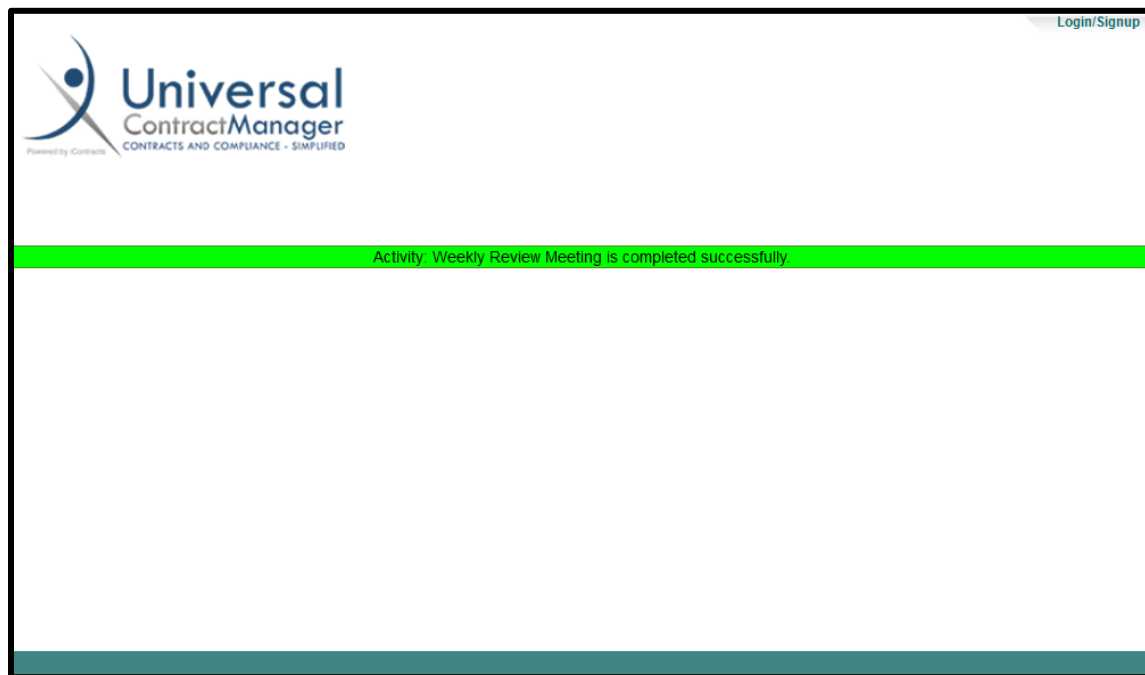 Login/Signup
Universal
ContractManager
CONTRACTS AND COMPLIANCE - SIMPLIFIED
Powered by iContracts
Activity: Weekly Review Meeting is completed successfully.